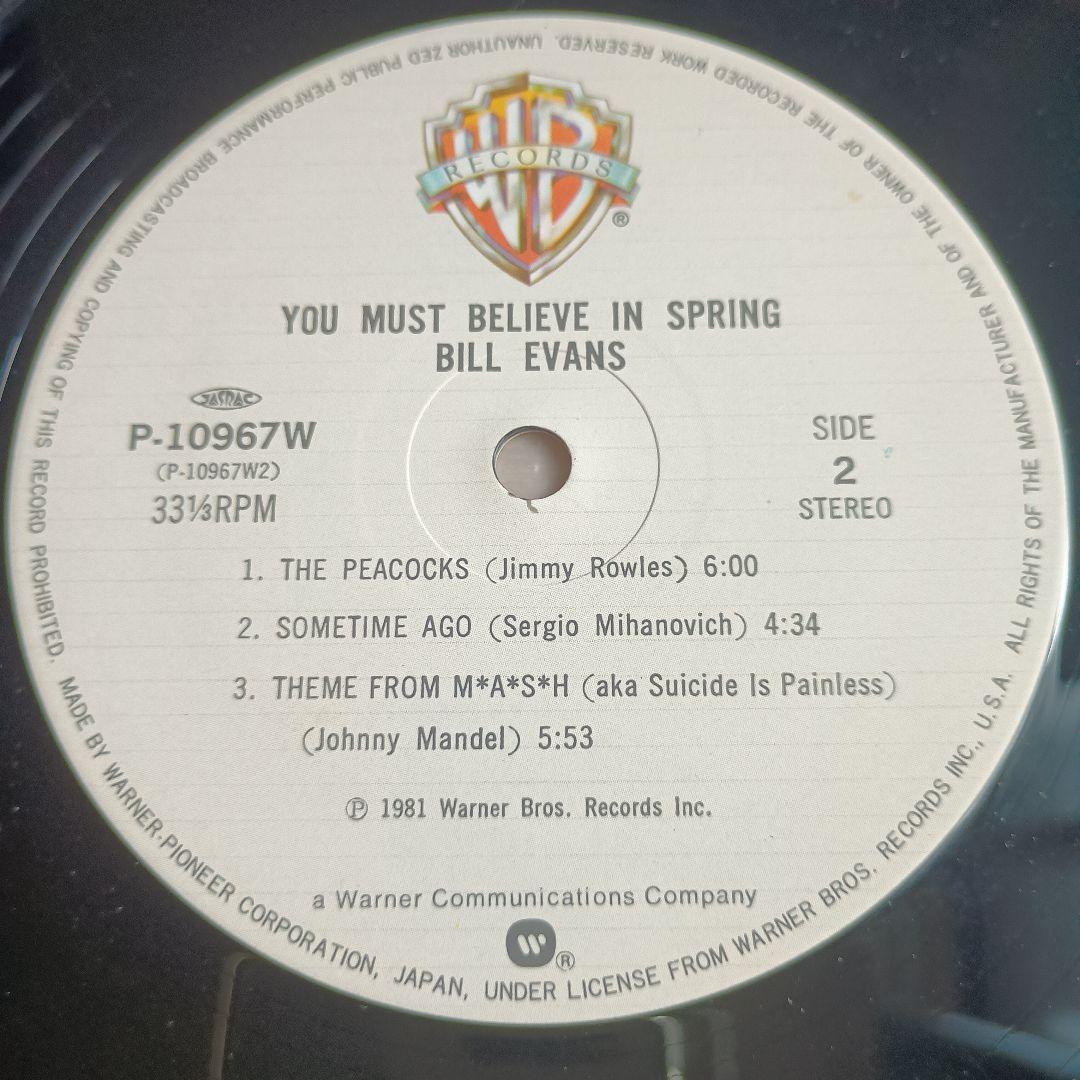 WB
RECORDS
®
YOU MUST BELIEVE IN SPRING
BILL EVANS
JASRAC
P-10967W
(P-10967W2)
33⅓RPM
SIDE
2
STEREO
1. THE PEACOCKS (Jimmy Rowles) 6:00
2. SOMETIME AGO (Sergio Mihanovich) 4:34
3. THEME FROM M*A*S*H (aka Suicide Is Painless)
(Johnny Mandel) 5:53
℗ 1981 Warner Bros. Records Inc.
a Warner Communications Company
W®
MADE BY WARNER-PIONEER CORPORATION, JAPAN, UNDER LICENSE FROM WARNER BROS. RECORDS INC., U.S.A. ALL RIGHTS OF THE MANUFACTURER AND OF THE OWNER OF THE RECORDED WORK RESERVED. UNAUTHOR ZED PUBLIC PERFORMANCE BROADCASTING AND COPYING OF THIS RECORD PROHIBITED.